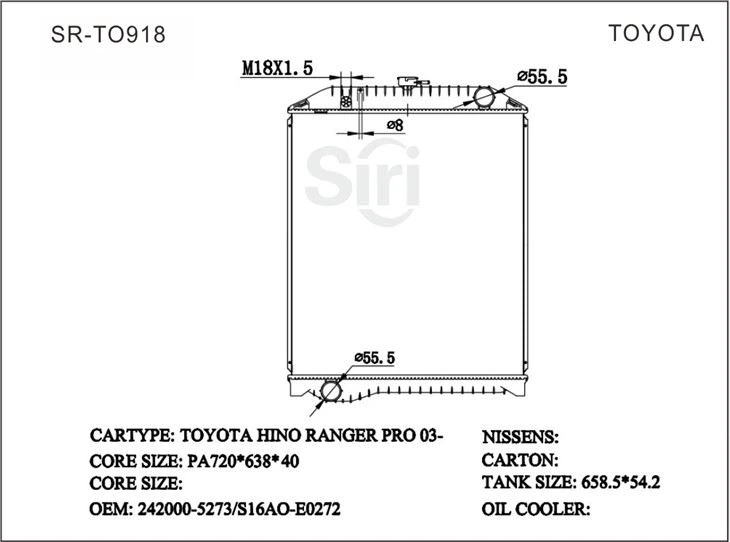 SR-TO918
TOYOTA
M18X1.5
⌀55.5
⌀8
Siri
⌀55.5
CARTYPE: TOYOTA HINO RANGER PRO 03-
CORE SIZE: PA720*638*40
CORE SIZE:
OEM: 242000-5273/S16AO-E0272
NISSENS:
CARTON:
TANK SIZE: 658.5*54.2
OIL COOLER: